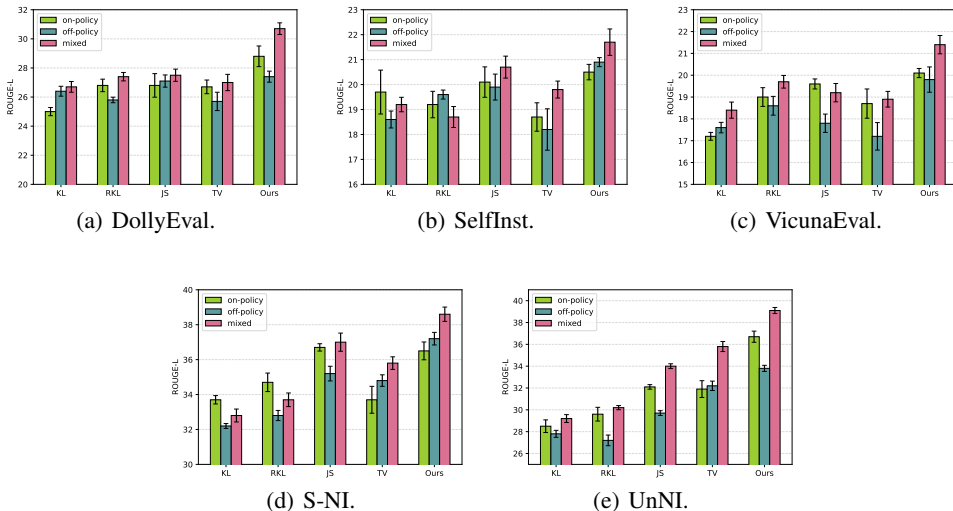 32
30
28
26
24
22
20
ROUGE-L
on-policy
off-policy
mixed
KL RKL JS TV Ours
(a) DollyEval.
23
22
21
20
19
18
17
16
ROUGE-L
on-policy
off-policy
mixed
KL RKL JS TV Ours
(b) SelfInst.
23
22
21
20
19
18
17
16
15
ROUGE-L
on-policy
off-policy
mixed
KL RKL JS TV Ours
(c) VicunaEval.
40
38
36
34
32
30
ROUGE-L
on-policy
off-policy
mixed
KL RKL JS TV Ours
(d) S-NI.
40
38
36
34
32
30
28
26
ROUGE-L
on-policy
off-policy
mixed
KL RKL JS TV Ours
(e) UnNI.